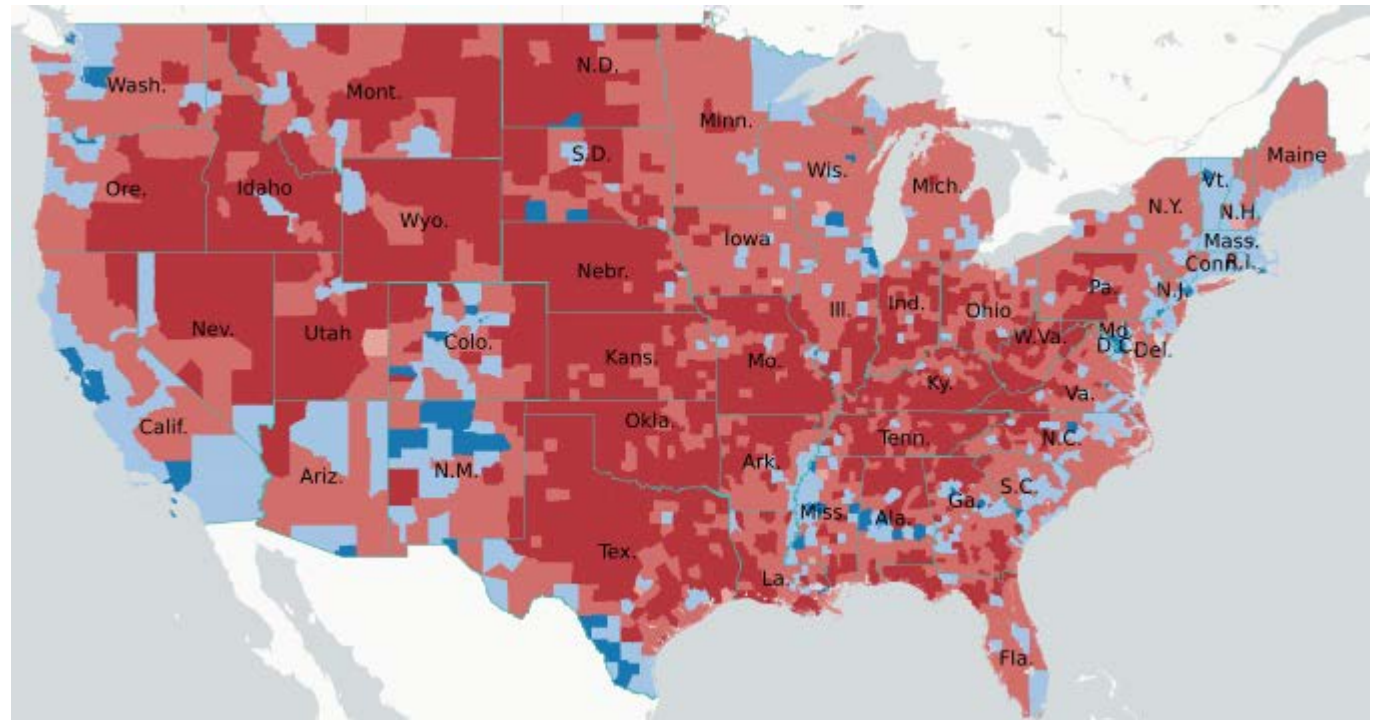 Wash.
Mont.
N.D.
Minn.
S.D.
Wis.
Mich.
Maine
Vt.
N.Y.
N.H.
Ore.
Idaho
Wyo.
Iowa
Mass.
Conn.
R.I.
Nebr.
Pa.
N.J.
Nev.
Utah
Colo.
Ill.
Ind.
Ohio
W.Va.
Md.
D.C.
Del.
Kans.
Mo.
Ky.
Va.
Calif.
Okla.
Tenn.
N.C.
Ariz.
N.M.
Ark.
Miss.
Ala.
Ga.
S.C.
Tex.
La.
Fla.